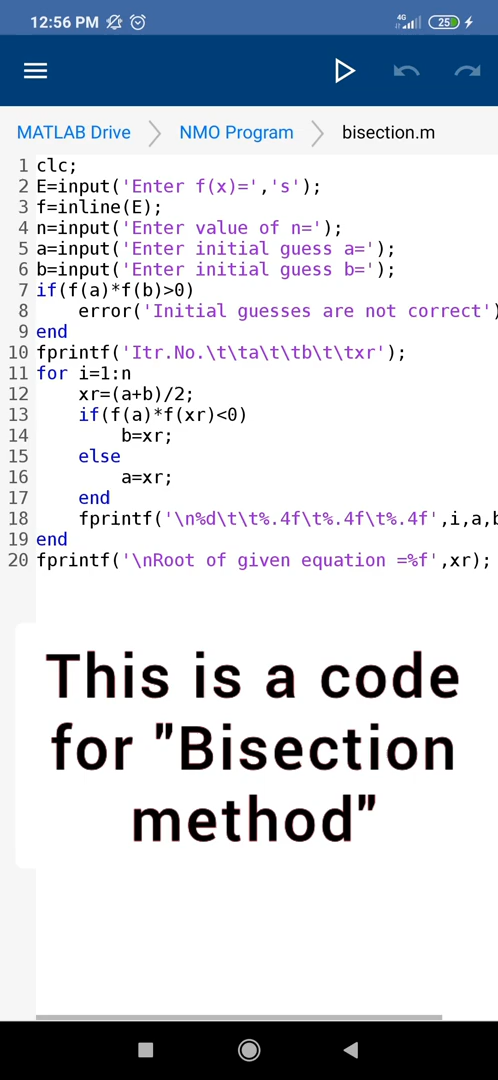 12:56 PM 4G 25
MATLAB Drive NMO Program bisection.m
1 clc;
2 E=input('Enter f(x)=','s');
3 f=inline(E);
4 n=input('Enter value of n=');
5 a=input('Enter initial guess a=');
6 b=input('Enter initial guess b=');
7 if(f(a)*f(b)>0)
8     error('Initial guesses are not correct')
9 end
10 fprintf('Itr.No.\t\ta\t\tb\t\txr');
11 for i=1:n
12     xr=(a+b)/2;
13     if(f(a)*f(xr)<0)
14         b=xr;
15     else
16         a=xr;
17     end
18     fprintf('\n%d\t\t%.4f\t%.4f\t%.4f',i,a,b
19 end
20 fprintf('\nRoot of given equation =%f',xr);
This is a code
for "Bisection
method"